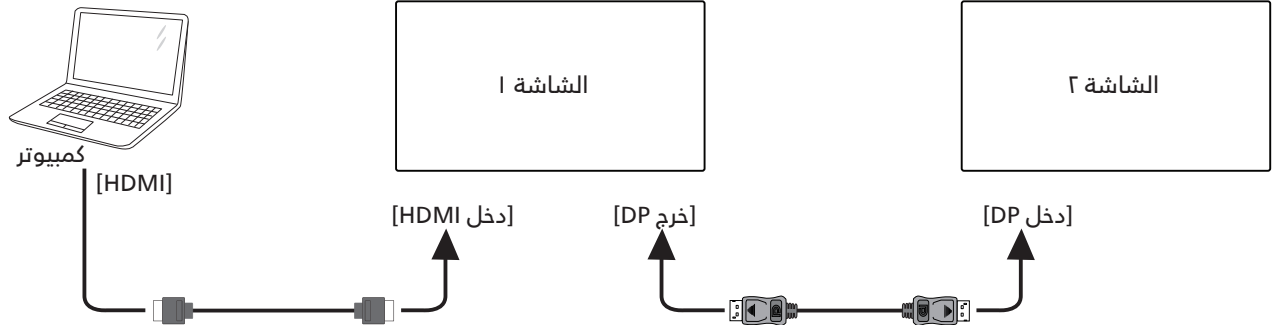 الشاشة ١
الشاشة ٢
كمبيوتر
[HDMI]
[دخل HDMI]
[خرج DP]
[دخل DP]